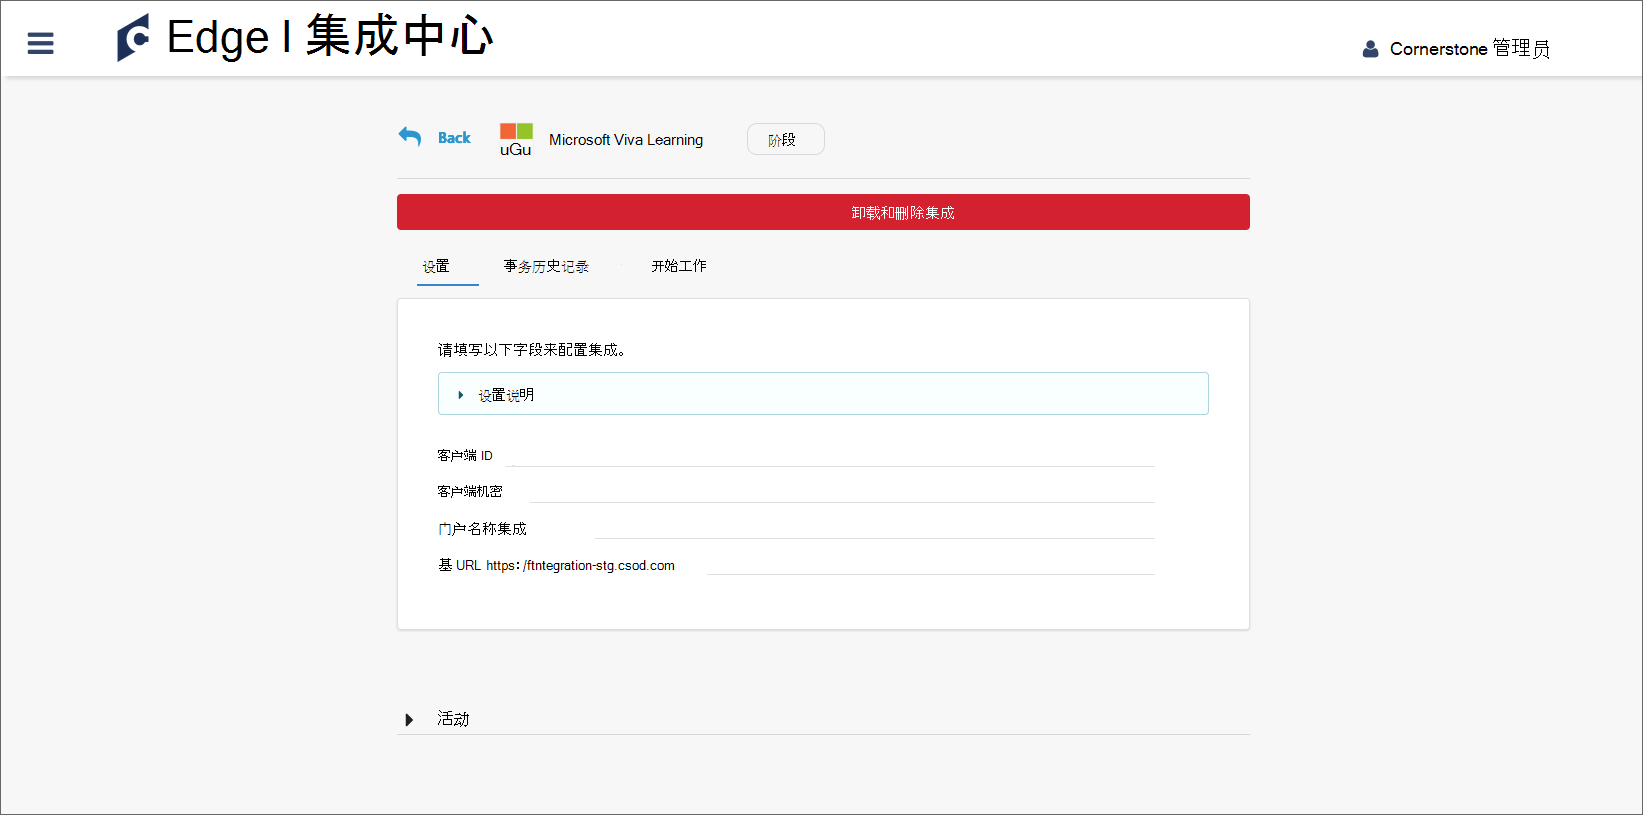 Edge I 集成中心
Cornerstone 管理员
Back
uGu
Microsoft Viva Learning
阶段
卸载和删除集成
设置
事务历史记录
开始工作
请填写以下字段来配置集成。
设置说明
客户端 ID
客户端机密
门户名称集成
基 URL https: /ftntegration-stg.csod.com
活动